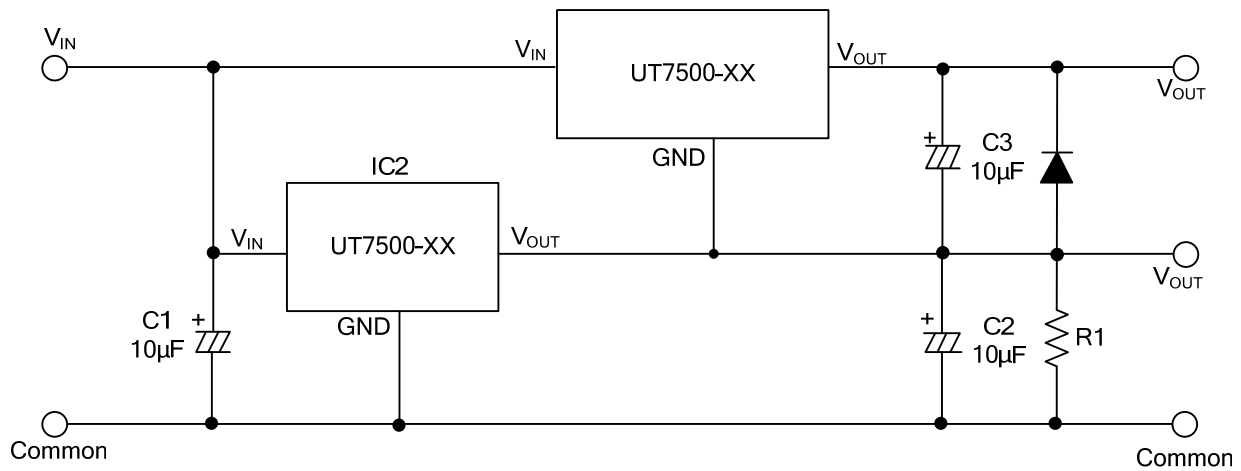 VIN
VIN
UT7500-XX
VOUT
VOUT
GND
C3
10µF
IC2
VIN
UT7500-XX
VOUT
VOUT
GND
C1
+
10µF
+
+
C2
10µF
R1
Common
Common